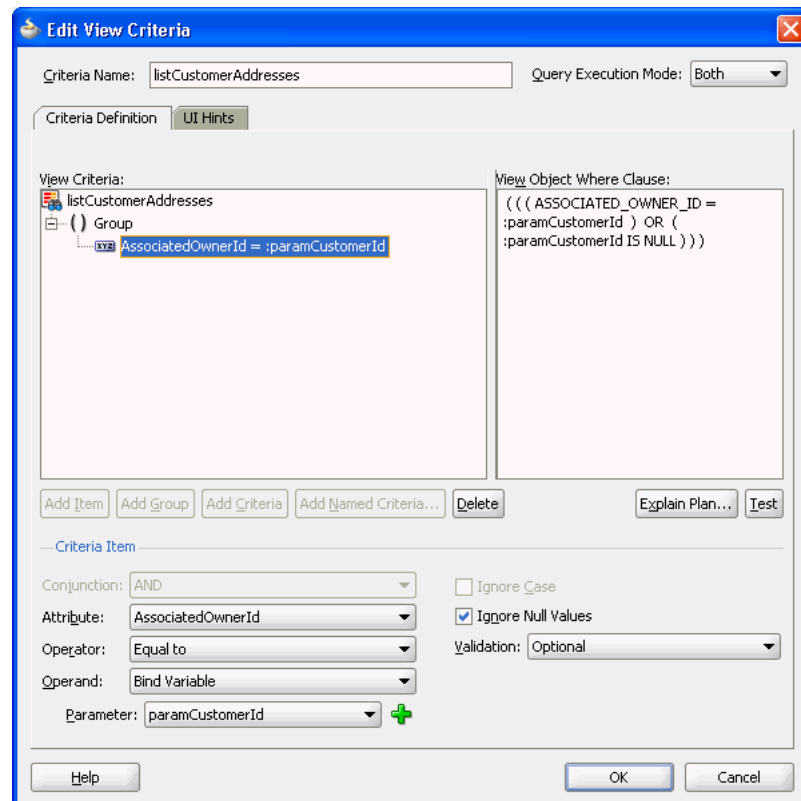 Edit View Criteria
Criteria Name: listCustomerAddresses Query Execution Mode: Both
Criteria Definition UI Hints
View Criteria: View Object Where Clause:
listCustomerAddresses
( ) Group
XYZ AssociatedOwnerId = :paramCustomerId
( ( ( ASSOCIATED_OWNER_ID =
:paramCustomerId ) OR (
:paramCustomerId IS NULL ) ) )
Add Item Add Group Add Criteria Add Named Criteria... Delete Explain Plan... Test
Criteria Item
Conjunction: AND Ignore Case
Attribute: AssociatedOwnerId Ignore Null Values
Operator: Equal to Validation: Optional
Operand: Bind Variable
Parameter: paramCustomerId
Help OK Cancel